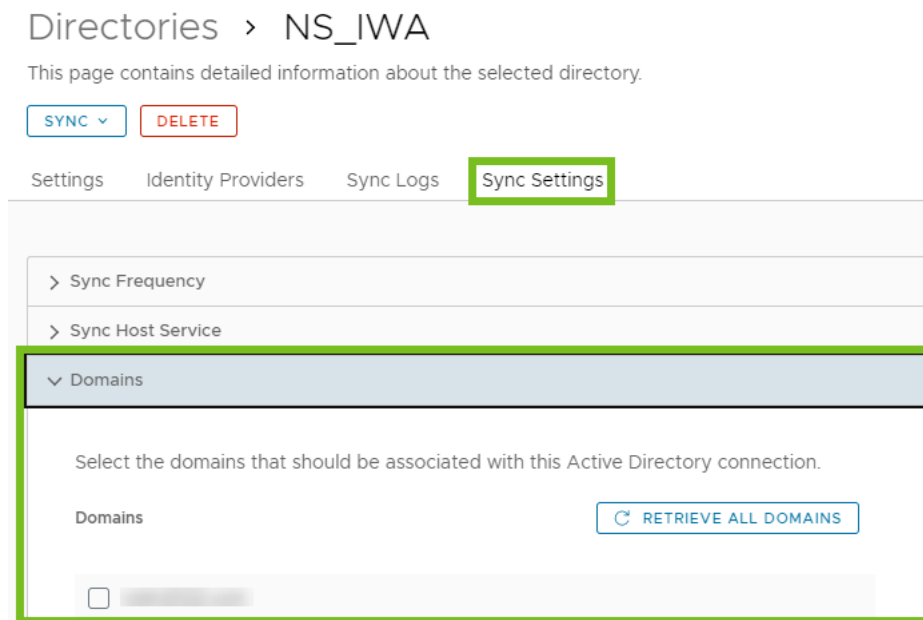 Directories > NS_IWA
This page contains detailed information about the selected directory.
SYNC DELETE
Settings Identity Providers Sync Logs Sync Settings
Sync Frequency
Sync Host Service
Domains
Select the domains that should be associated with this Active Directory connection.
Domains RETRIEVE ALL DOMAINS